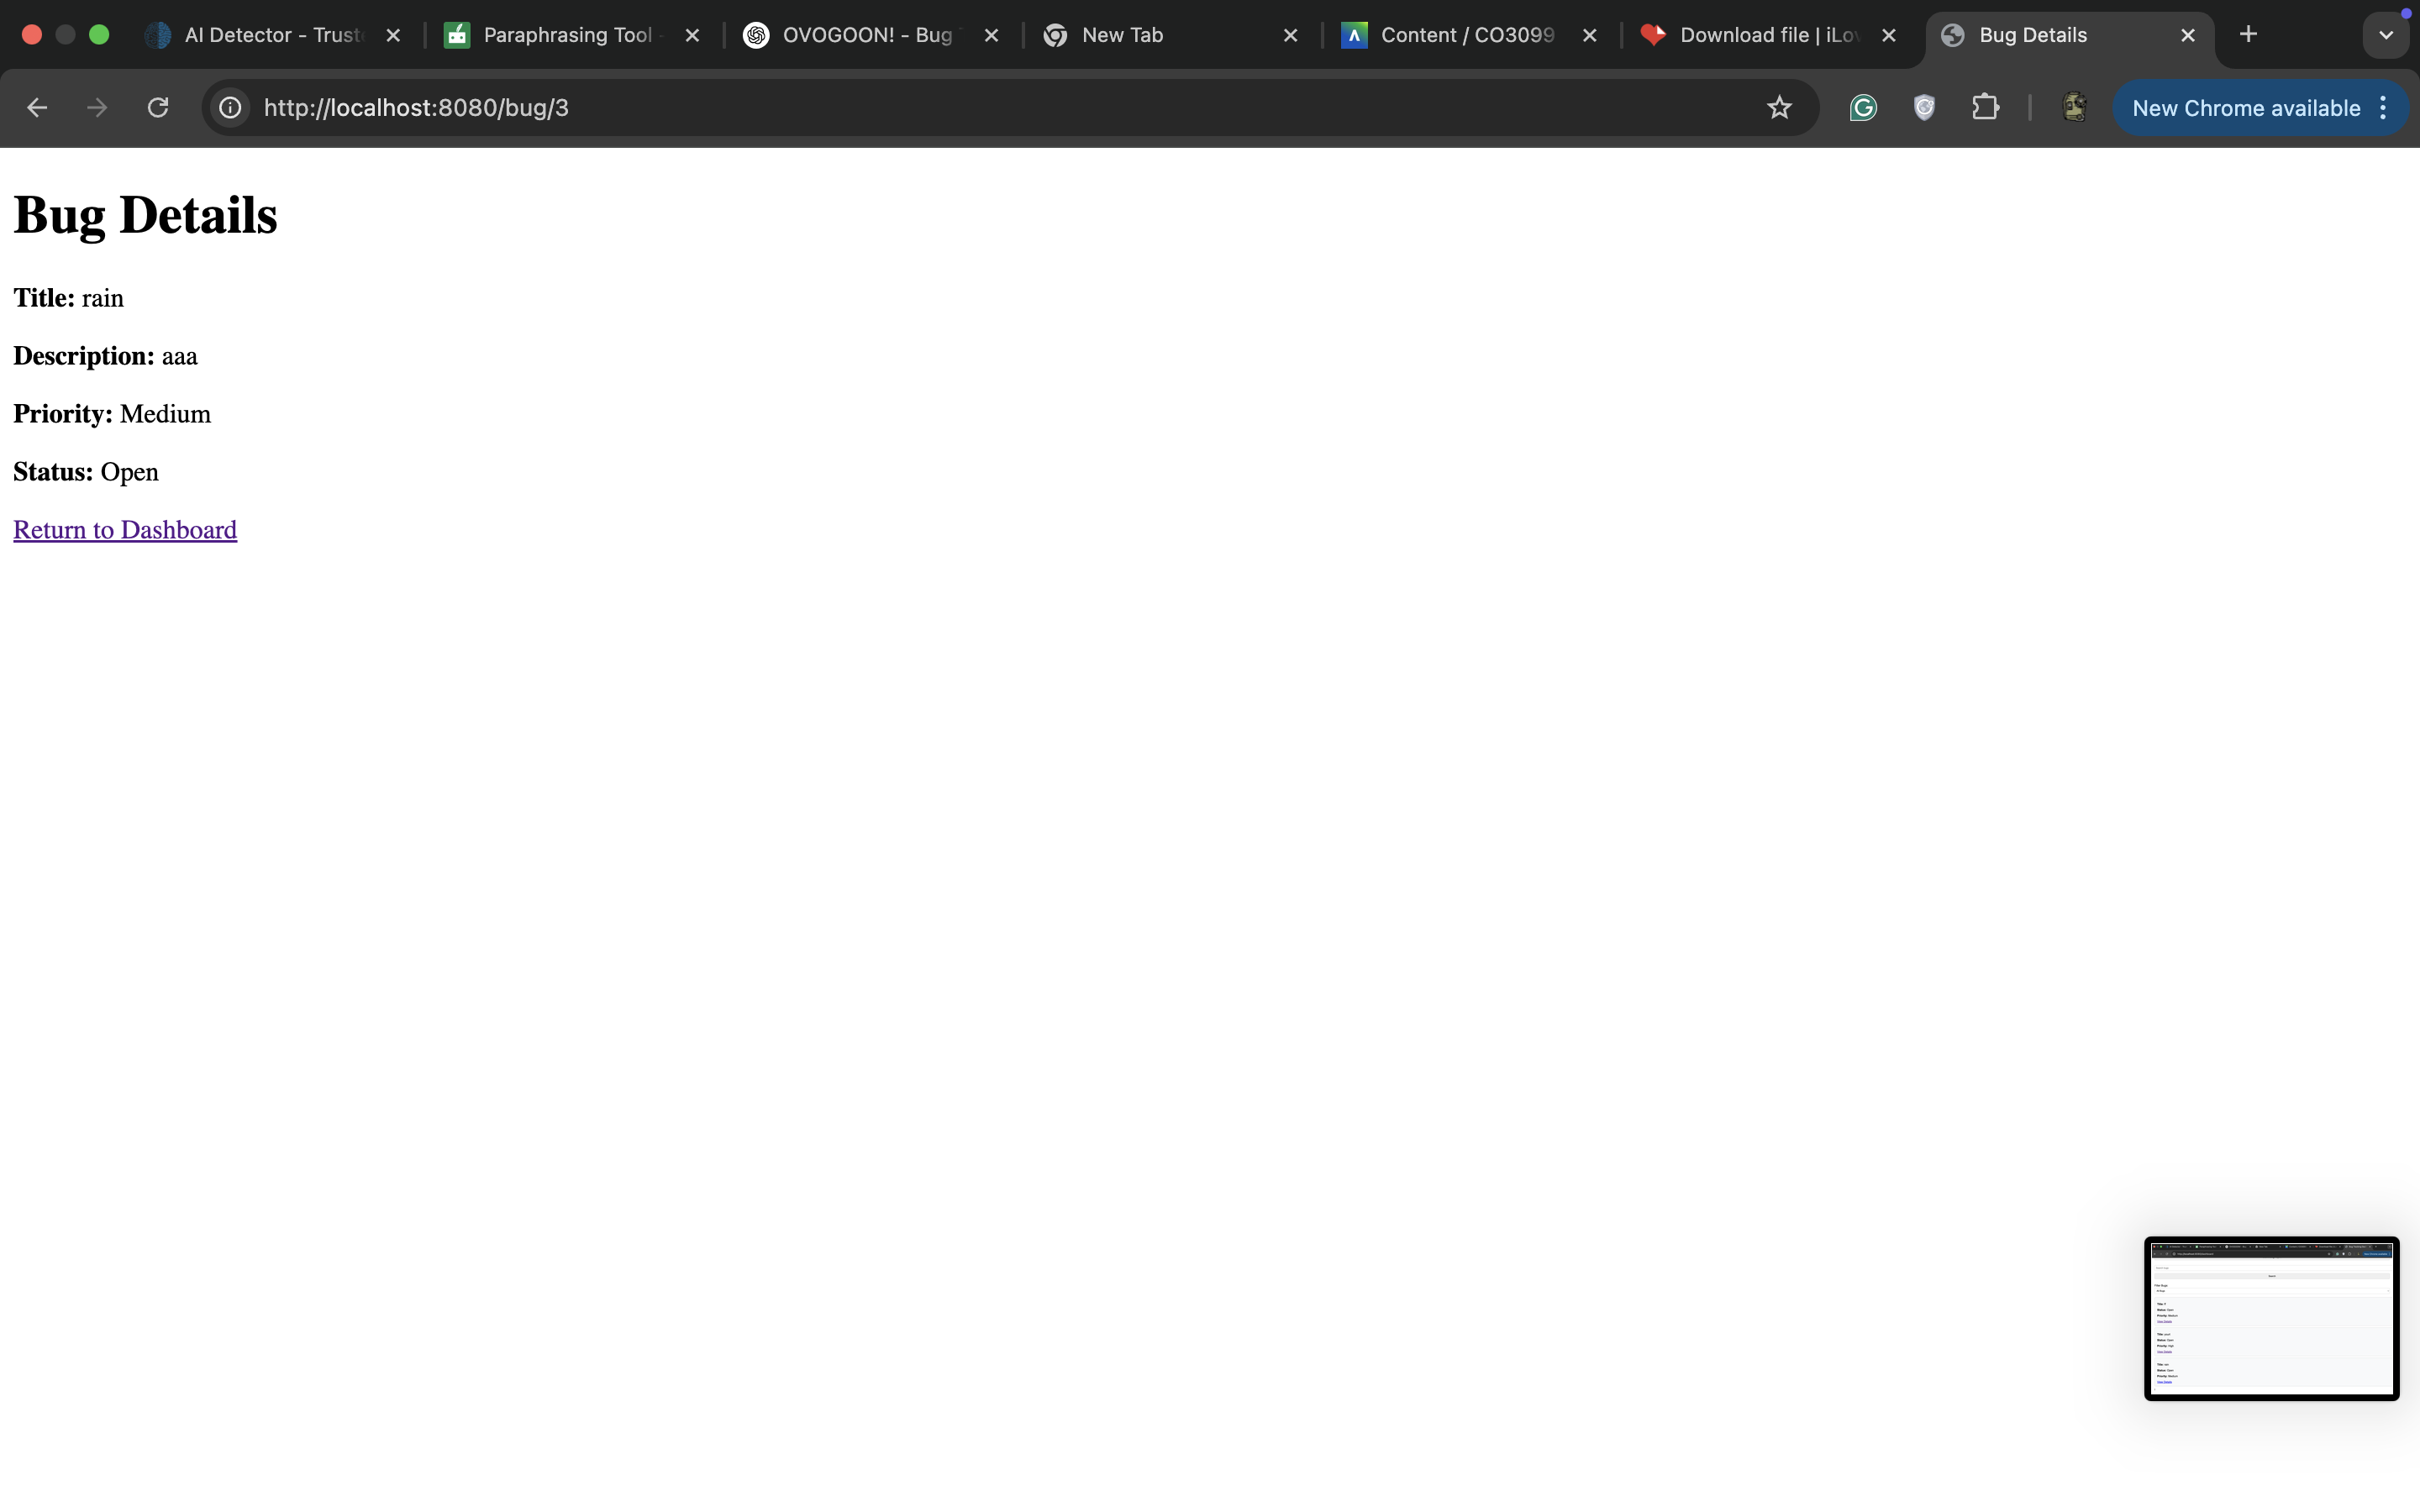 AI Detector - Trust
Paraphrasing Tool -
OVOGOON! - Bug
New Tab
Content / CO3099
Download file | iLov
Bug Details
http://localhost:8080/bug/3
New Chrome available
Bug Details
Title: rain
Description: aaa
Priority: Medium
Status: Open
Return to Dashboard